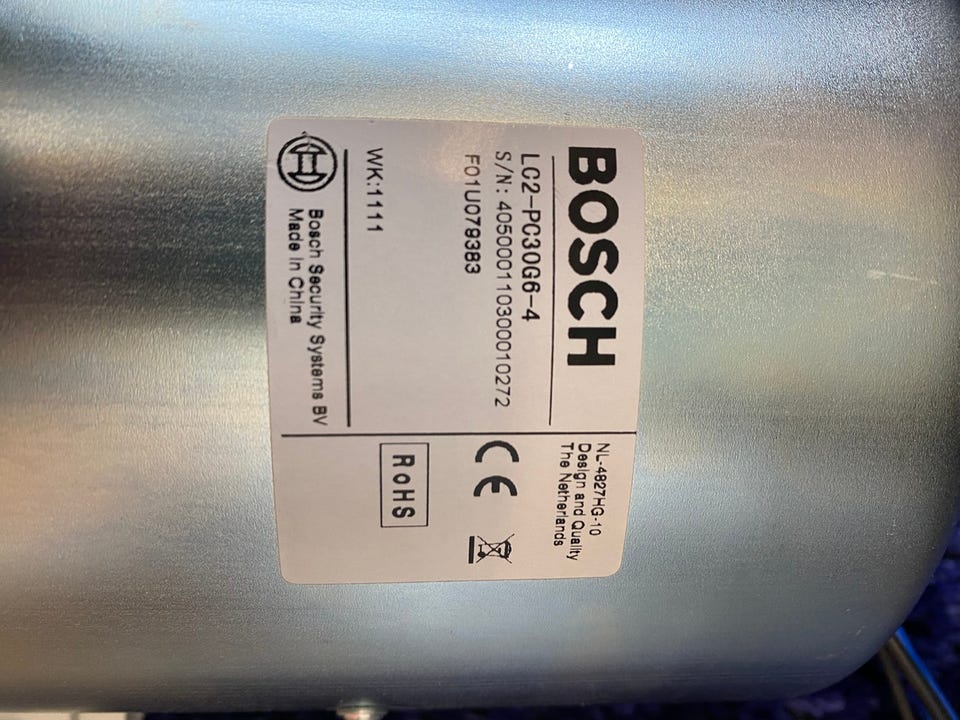 BOSCH
LC2-PC30G6-4
S/N: 405000110300010272
F01U079383
WK:1111
Bosch Security Systems BV
Made in China
NL-4827HG-10
Design and Quality
The Netherlands
CE
RoHS